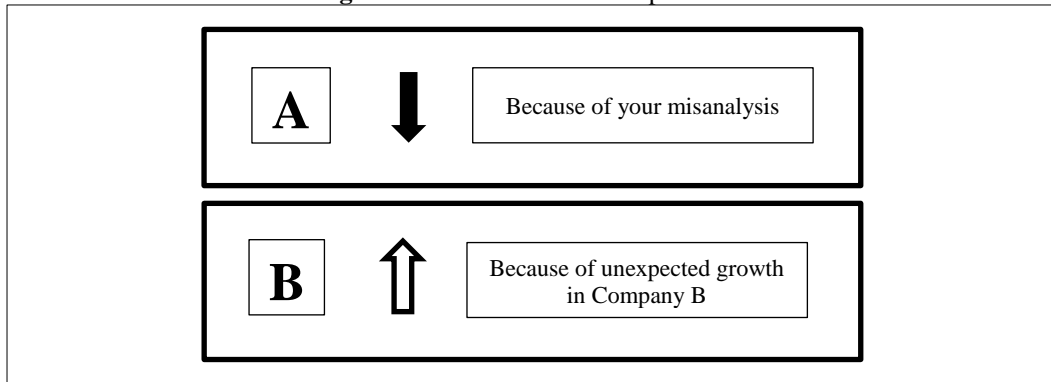 A
Because of your misanalysis
B
Because of unexpected growth
in Company B